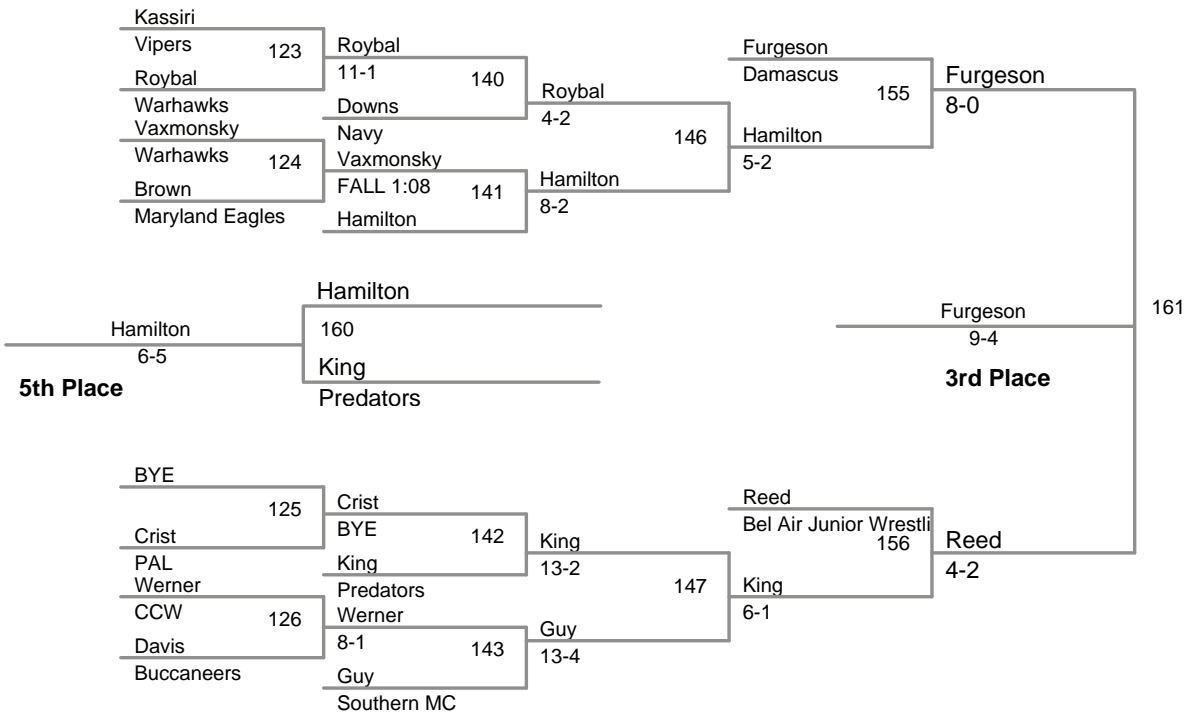 Kassiri
Vipers
123
Roybal
Warhawks
Vaxmonsky
Warhawks
124
Brown
Maryland Eagles
Roybal
11-1
140
Downs
Navy
Vaxmonsky
FALL 1:08
141
Hamilton
Roybal
4-2
146
Hamilton
8-2
Furgeson
Damascus
155
Hamilton
5-2
Furgeson
8-0
Hamilton
160
King
Predators
Hamilton
6-5
5th Place
Furgeson
9-4
3rd Place
161
BYE
125
Crist
PAL
Werner
CCW
126
Davis
Buccaneers
Crist
BYE
142
King
Predators
Werner
8-1
143
Guy
Southern MC
King
13-2
147
Guy
13-4
Reed
Bel Air Junior Wrestli
156
King
6-1
Reed
4-2